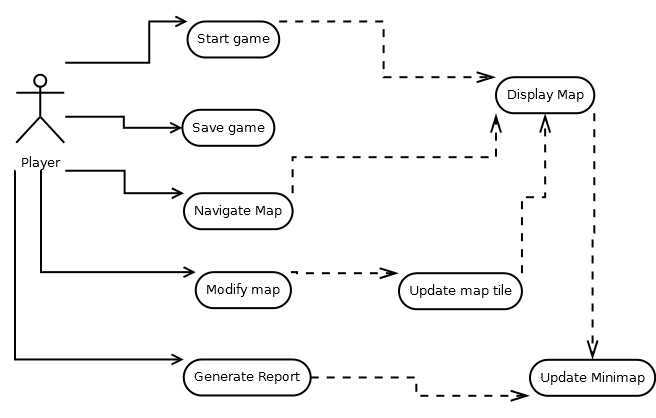 Start game
Display Map
Save game
Player
Navigate Map
Modify map
Update map tile
Generate Report
Update Minimap